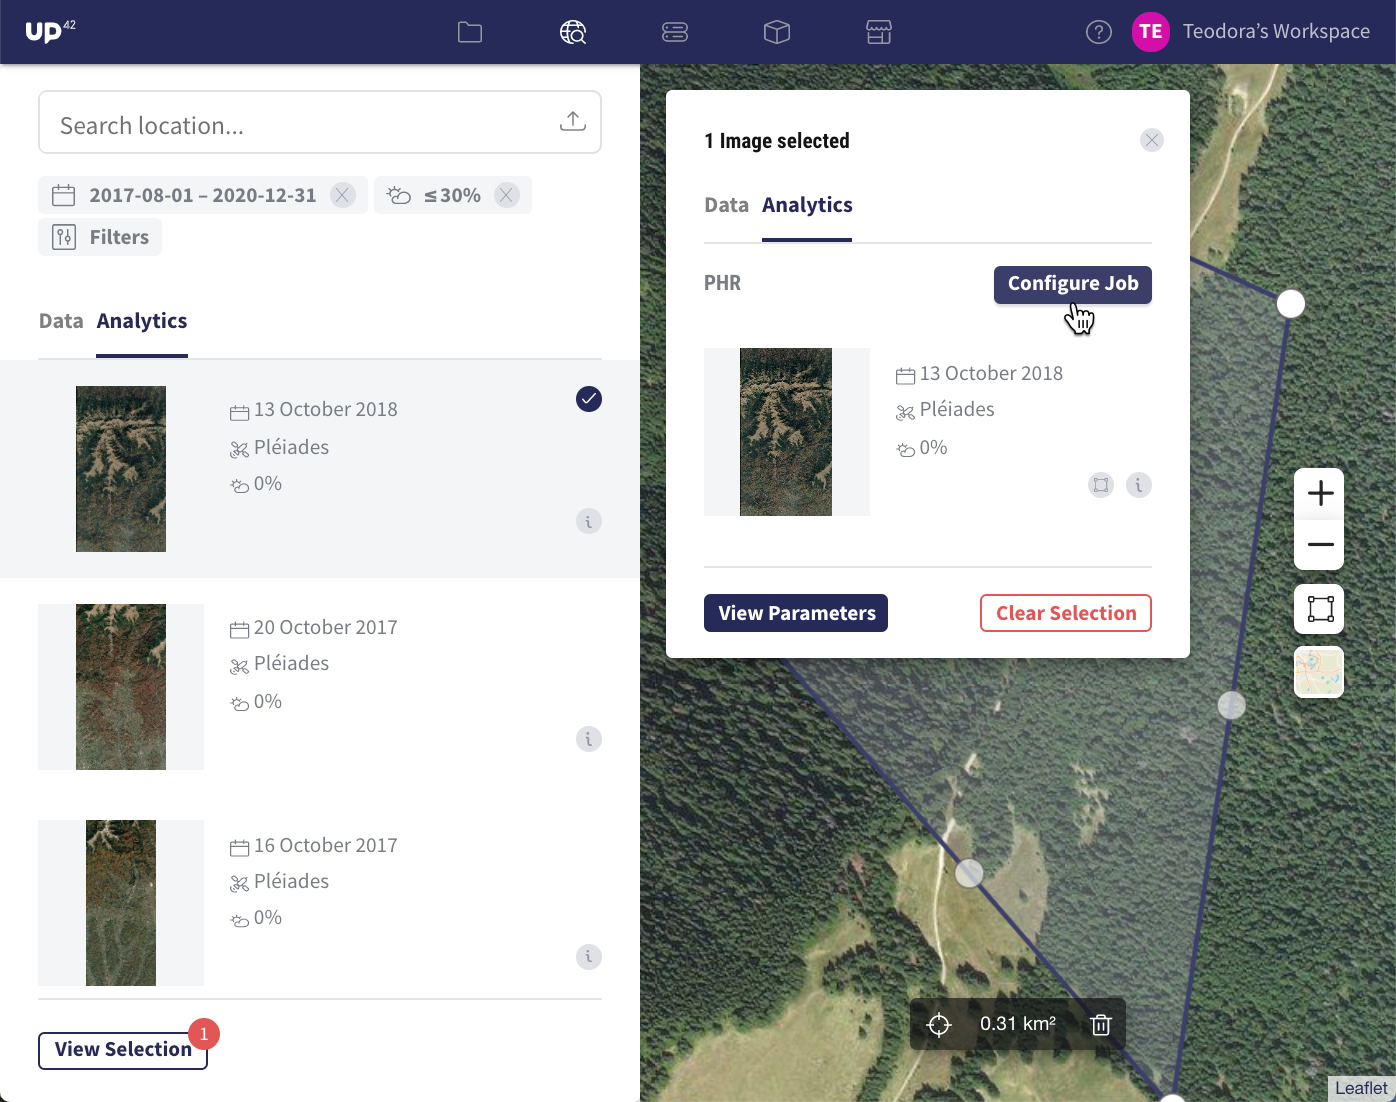 UP42
TE
Teodora's Workspace
Search location...
2017-08-01 – 2020-12-31
≤30%
Filters
Data Analytics
13 October 2018
Pléiades
0%
20 October 2017
Pléiades
0%
16 October 2017
Pléiades
0%
View Selection
1
1 Image selected
Data Analytics
PHR
Configure Job
13 October 2018
Pléiades
0%
View Parameters
Clear Selection
0.31 km²
Leaflet